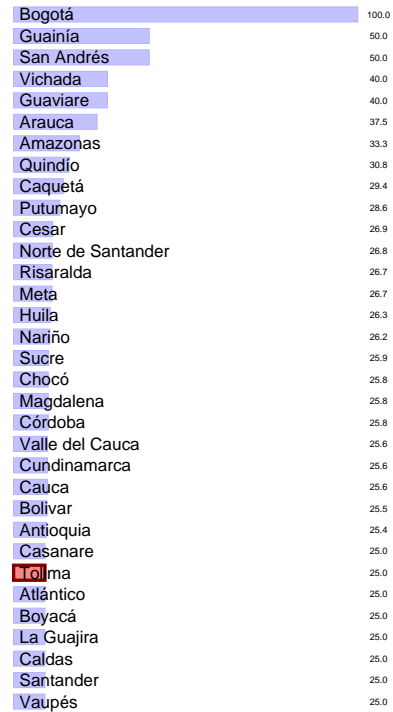 Bogotá 100.0
Guainía 50.0
San Andrés 50.0
Vichada 40.0
Guaviare 40.0
Arauca 37.5
Amazonas 33.3
Quindío 30.8
Caquetá 29.4
Putumayo 28.6
Cesar 26.9
Norte de Santander 26.8
Risaralda 26.7
Meta 26.7
Huila 26.3
Nariño 26.2
Sucre 25.9
Chocó 25.8
Magdalena 25.8
Córdoba 25.8
Valle del Cauca 25.6
Cundinamarca 25.6
Cauca 25.6
Bolivar 25.5
Antioquia 25.4
Casanare 25.0
Tolima 25.0
Atlántico 25.0
Boyacá 25.0
La Guajira 25.0
Caldas 25.0
Santander 25.0
Vaupés 25.0